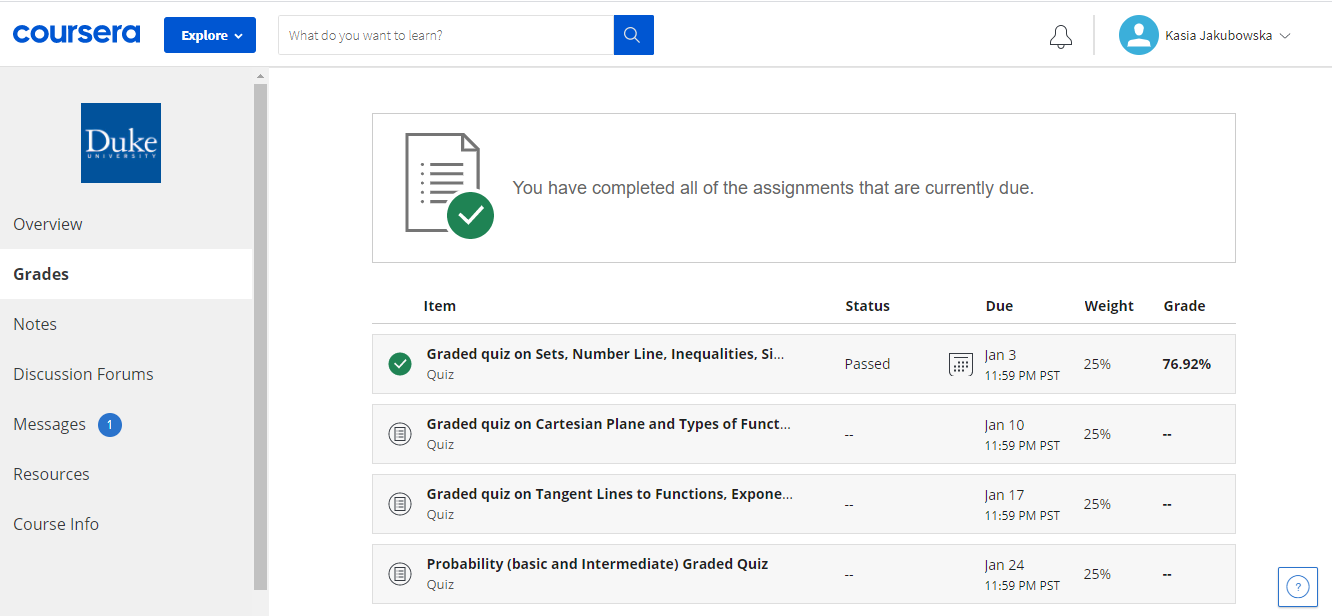 coursera
Explore
What do you want to learn?
Kasia Jakubowska
Duke
UNIVERSITY
Overview
Grades
Notes
Discussion Forums
Messages 1
Resources
Course Info
You have completed all of the assignments that are currently due.
Item Status Due Weight Grade
Graded quiz on Sets, Number Line, Inequalities, Si...
Quiz
Passed
Jan 3
11:59 PM PST
25%
76.92%
Graded quiz on Cartesian Plane and Types of Funct...
Quiz
--
Jan 10
11:59 PM PST
25%
--
Graded quiz on Tangent Lines to Functions, Expone...
Quiz
--
Jan 17
11:59 PM PST
25%
--
Probability (basic and Intermediate) Graded Quiz
Quiz
--
Jan 24
11:59 PM PST
25%
--
?